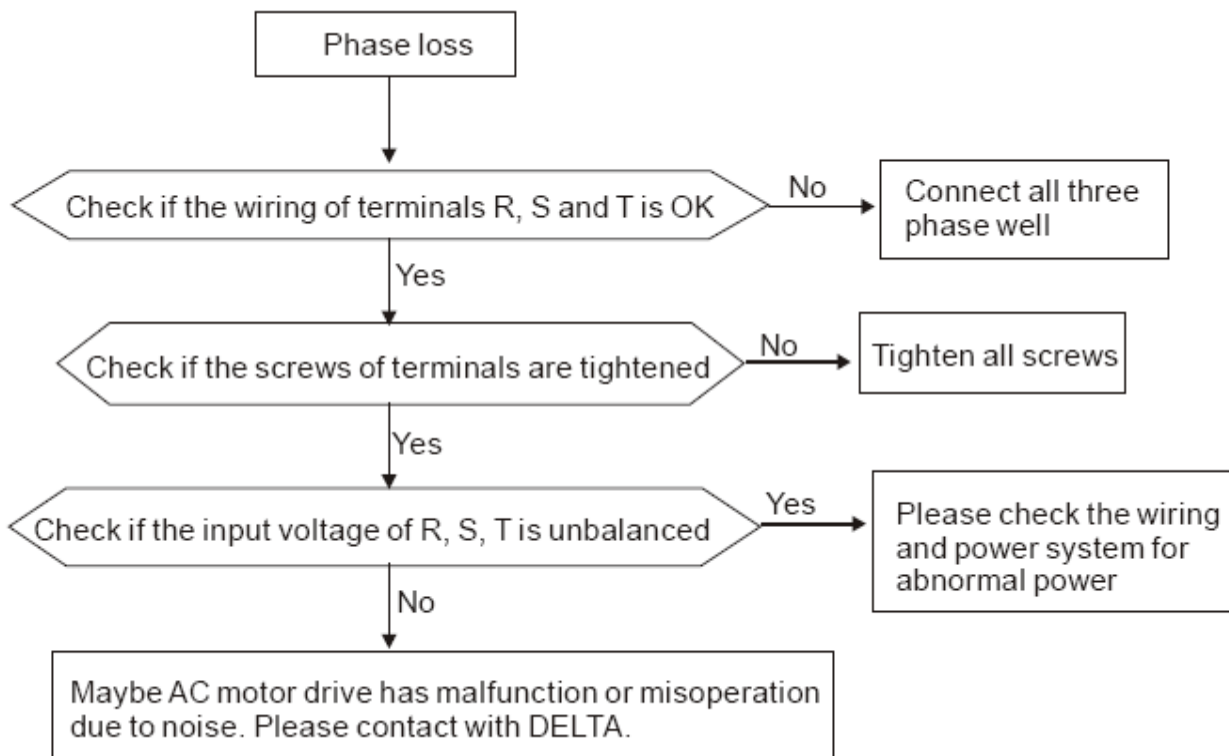 Phase loss
Check if the wiring of terminals R, S and T is OK
No
Connect all three
phase well
Yes
Check if the screws of terminals are tightened
No
Tighten all screws
Yes
Check if the input voltage of R, S, T is unbalanced
Yes
Please check the wiring
and power system for
abnormal power
No
Maybe AC motor drive has malfunction or misoperation
due to noise. Please contact with DELTA.